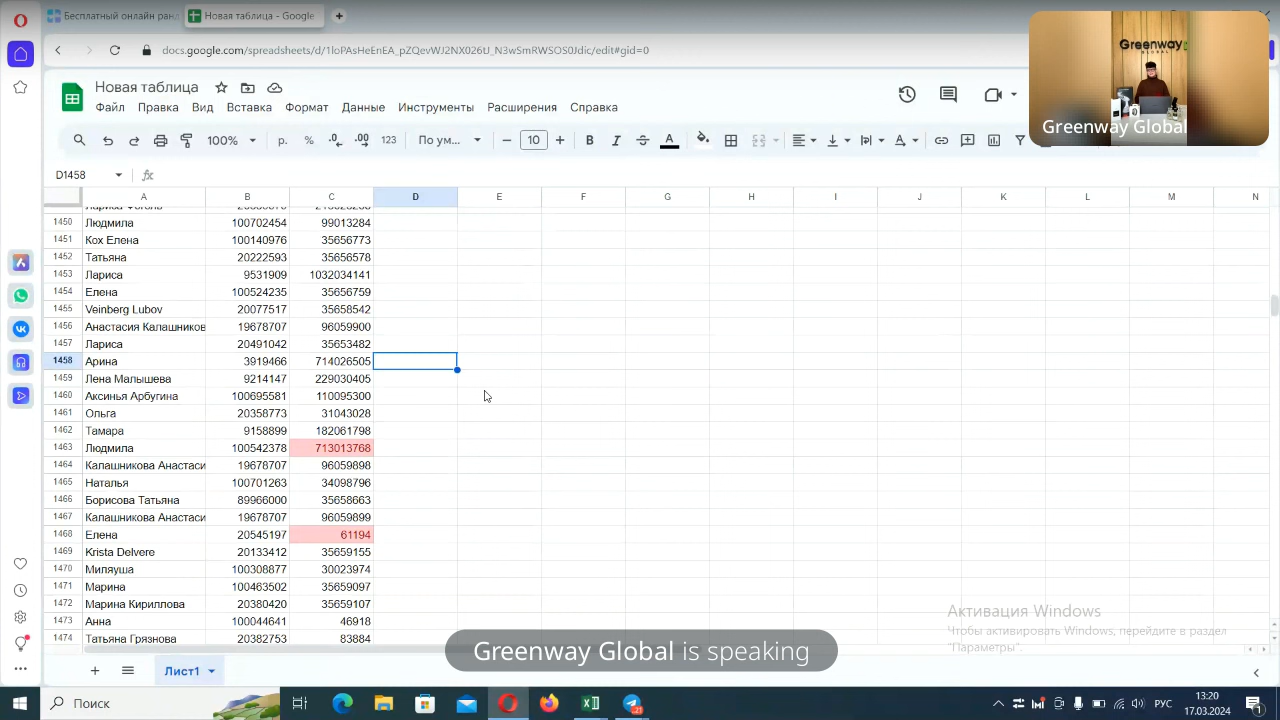 Бесплатный онлайн ранд
Новая таблица - Google
docs.google.com/spreadsheets/d/
edit#gid=0
Новая таблица
Файл Правка Вид Вставка Формат Данные Инструменты Расширения Справка
100% р. % .0 .00 123 По ум... 10
D1458
A B C D E F G H I J K L M N
1450 Людмила 100702454 99013284
1451 Кох Елена 100140976 35656773
1452 Татьяна 20222593 35656578
1453 Лариса 9531909 1032034141
1454 Елена 100524235 35656759
1455 Veinberg Lubov 20077517 35658542
1456 Анастасия Калашников 19678707 96059900
1457 Лариса 20491042 35653482
1458 Арина 3919466 714026505
1459 Лена Малышева 9214147 229030405
1460 Аксинья Арбугина 100695581 110095300
1461 Ольга 20358773 31043028
1462 Тамара 9158899 182061798
1463 Людмила 100542378 713013768
1464 Калашникова Анастаси 19678707 96059898
1465 Наталья 100701263 34098796
1466 Борисова Татьяна 89966000 35658663
1467 Калашникова Анастаси 19678707 96059899
1468 Елена 20545197 61194
1469 Krista Delvere 20133412 35659155
1470 Миляуша 100308877 30023974
1471 Марина 100463502 35659097
1472 Марина Кириллова 20380420 35659107
1473 Анна 100044641 46918
1474 Татьяна Грязнова 20382753 83884
Greenway
GLOBAL
Greenway Global
Активация Windows
Чтобы активировать Windows, перейдите в раздел
"Параметры".
Greenway Global is speaking
Лист1
Поиск
РУС
13:20
17.03.2024